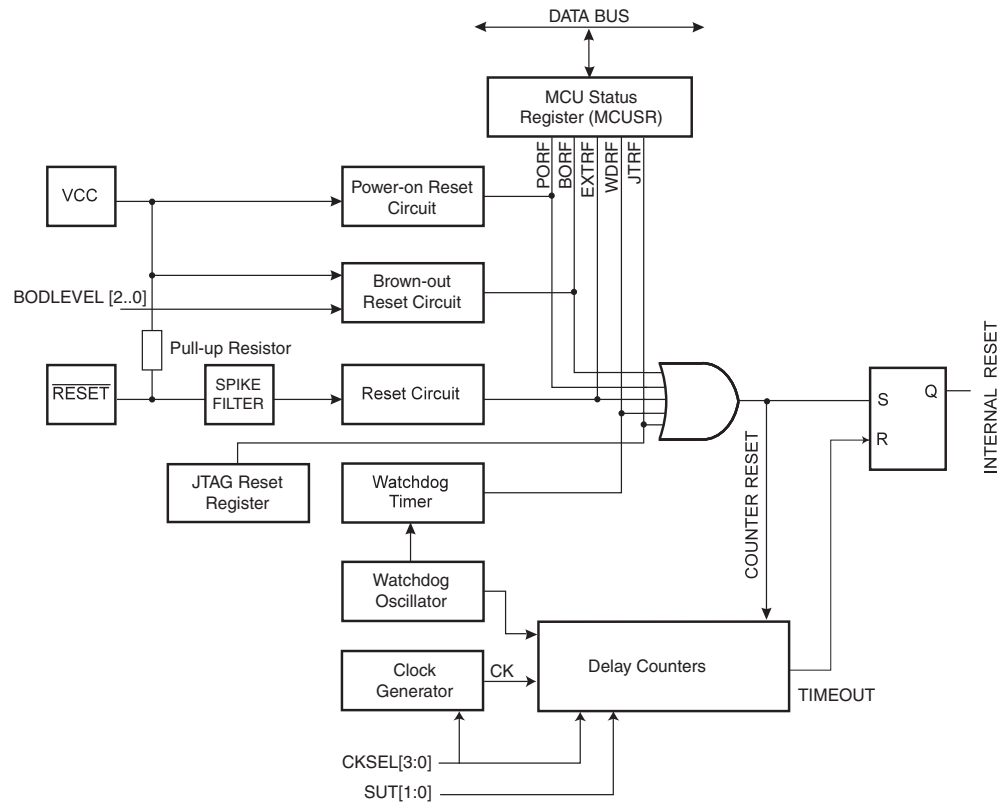 DATA BUS
MCU Status
Register (MCUSR)
PORF
BORF
EXTRF
WDRF
JTRF
VCC
Power-on Reset
Circuit
Brown-out
Reset Circuit
BODLEVEL [2..0]
Pull-up Resistor
RESET
SPIKE
FILTER
Reset Circuit
JTAG Reset
Register
Watchdog
Timer
Watchdog
Oscillator
Clock
Generator
CK
Delay Counters
CKSEL[3:0]
SUT[1:0]
COUNTER RESET
TIMEOUT
S
Q
R
INTERNAL RESET